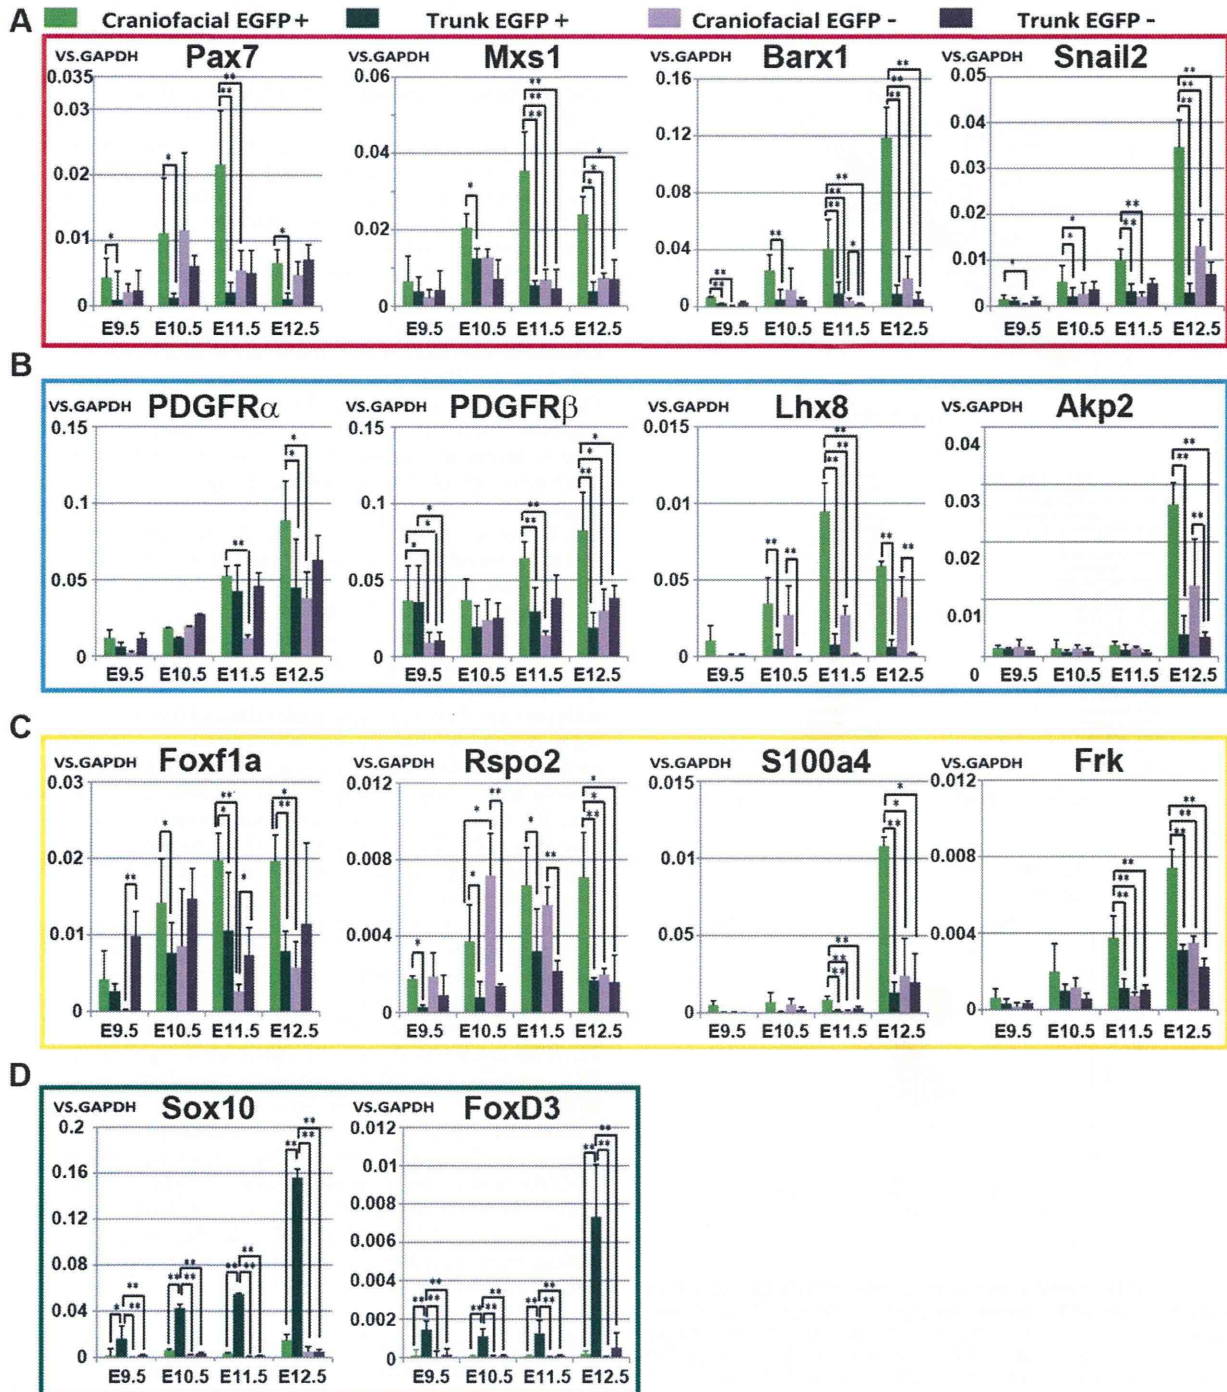 A
Craniofacial EGFP + Trunk EGFP + Craniofacial EGFP - Trunk EGFP -
VS.GAPDH Pax7 VS.GAPDH Mxs1 VS.GAPDH Barx1 VS.GAPDH Snail2
0.035 0.03 0.02 0.01 0
0.06 0.04 0.02 0
0.16 0.12 0.08 0.04 0
0.05 0.04 0.03 0.02 0.01 0
E9.5 E10.5 E11.5 E12.5 E9.5 E10.5 E11.5 E12.5 E9.5 E10.5 E11.5 E12.5 E9.5 E10.5 E11.5 E12.5
B
VS.GAPDH PDGFRα VS.GAPDH PDGFRβ VS.GAPDH Lhx8 VS.GAPDH Akp2
0.15 0.1 0.05 0
0.15 0.1 0.05 0
0.015 0.01 0.005 0
0.04 0.03 0.02 0.01 0
E9.5 E10.5 E11.5 E12.5 E9.5 E10.5 E11.5 E12.5 E9.5 E10.5 E11.5 E12.5 E9.5 E10.5 E11.5 E12.5
C
VS.GAPDH Foxf1a VS.GAPDH Rspo2 VS.GAPDH S100a4 VS.GAPDH Frk
0.03 0.02 0.01 0
0.012 0.008 0.004 0
0.015 0.01 0.005 0
0.012 0.008 0.004 0
E9.5 E10.5 E11.5 E12.5 E9.5 E10.5 E11.5 E12.5 E9.5 E10.5 E11.5 E12.5 E9.5 E10.5 E11.5 E12.5
D
VS.GAPDH Sox10 VS.GAPDH FoxD3
0.2 0.16 0.12 0.08 0.04 0
0.012 0.01 0.008 0.006 0.004 0.002 0
E9.5 E10.5 E11.5 E12.5 E9.5 E10.5 E11.5 E12.5